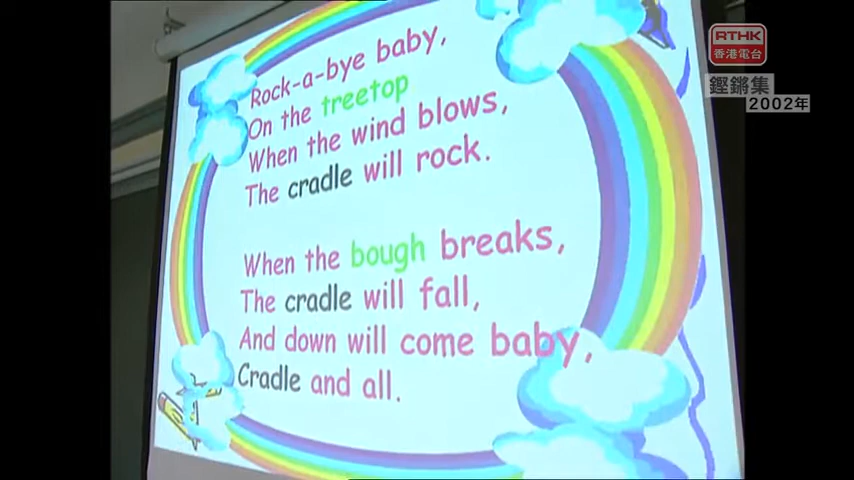 Rock-a-bye baby,
On the treetop
When the wind blows,
The cradle will rock.
When the bough breaks,
The cradle will fall,
And down will come baby,
Cradle and all.
RTHK
香港電台
鏗鏘集
2002年